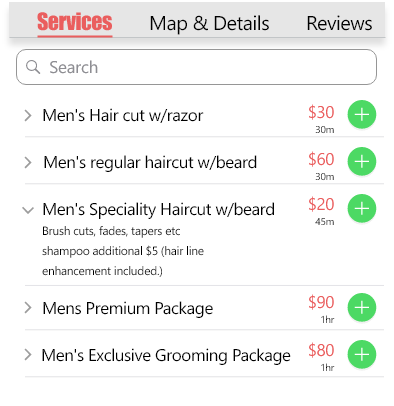 Services Map & Details Reviews
Search
Men's Hair cut w/razor $30
30m
Men's regular haircut w/beard $60
30m
Men's Speciality Haircut w/beard $20
45m
Brush cuts, fades, tapers etc
shampoo additional $5 (hair line
enhancement included.)
Mens Premium Package $90
1hr
Men's Exclusive Grooming Package $80
1hr